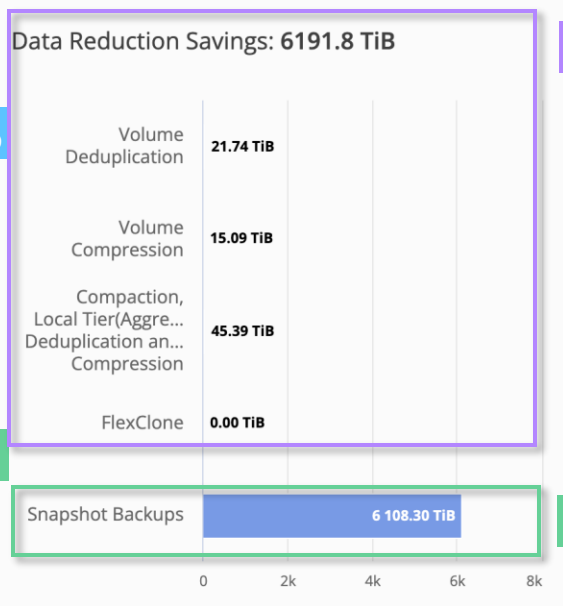 Data Reduction Savings: 6191.8 TiB
Volume
Deduplication
21.74 TiB
Volume
Compression
15.09 TiB
Compaction,
Local Tier(Aggre...
Deduplication an...
Compression
45.39 TiB
FlexClone
0.00 TiB
Snapshot Backups
6 108.30 TiB
0 2k 4k 6k 8k